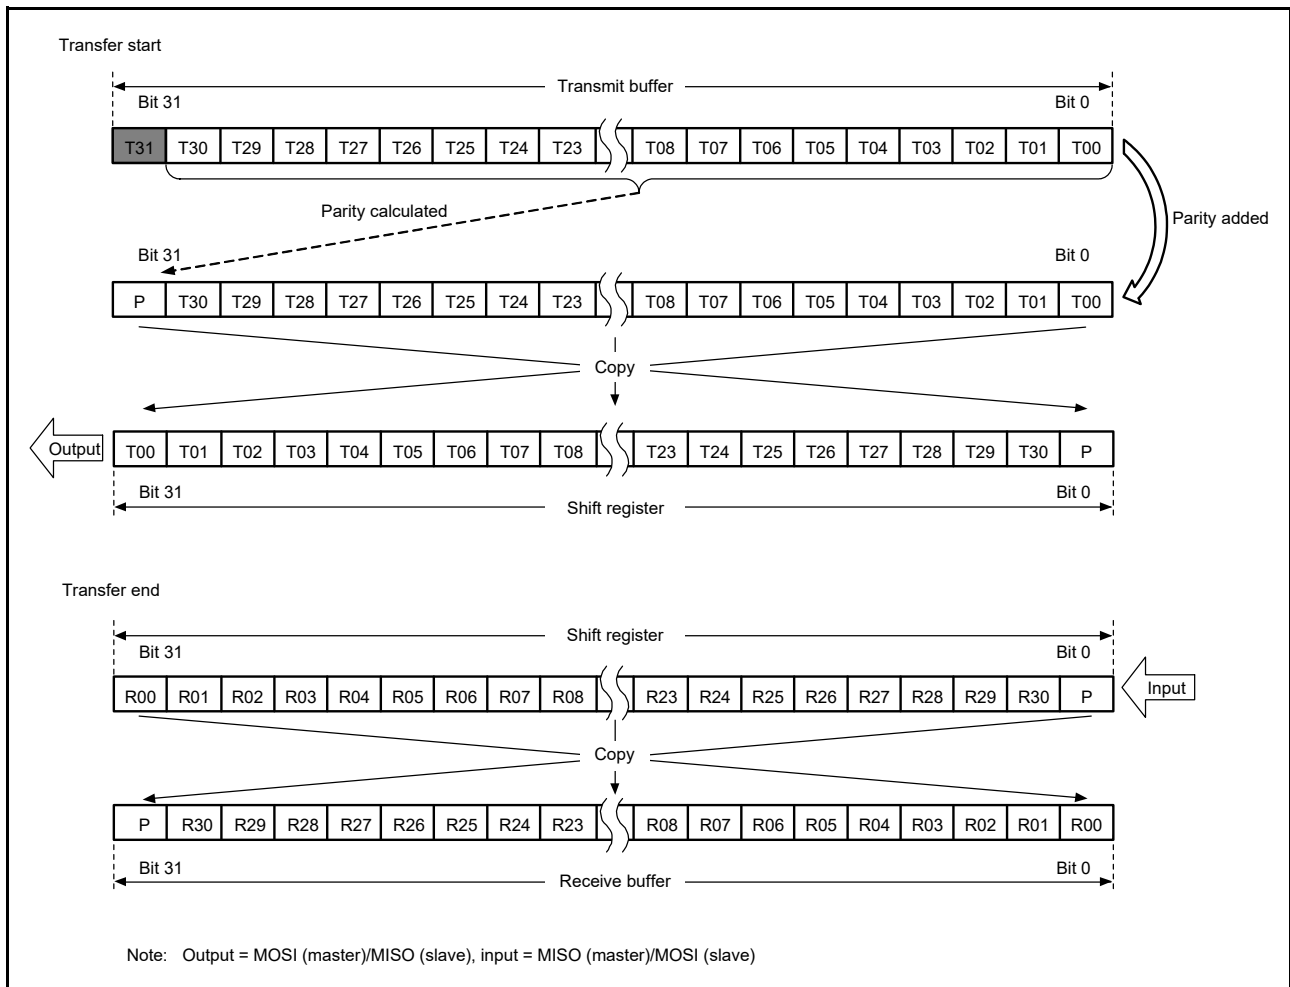 Transfer start
Transmit buffer
Bit 31 Bit 0
T31 T30 T29 T28 T27 T26 T25 T24 T23 T08 T07 T06 T05 T04 T03 T02 T01 T00
Parity calculated
Parity added
Bit 31 Bit 0
P T30 T29 T28 T27 T26 T25 T24 T23 T08 T07 T06 T05 T04 T03 T02 T01 T00
Copy
Output
T00 T01 T02 T03 T04 T05 T06 T07 T08 T23 T24 T25 T26 T27 T28 T29 T30 P
Bit 31 Bit 0
Shift register
Transfer end
Shift register
Bit 31 Bit 0
R00 R01 R02 R03 R04 R05 R06 R07 R08 R23 R24 R25 R26 R27 R28 R29 R30 P
Input
Copy
P R30 R29 R28 R27 R26 R25 R24 R23 R08 R07 R06 R05 R04 R03 R02 R01 R00
Bit 31 Bit 0
Receive buffer
Note: Output = MOSI (master)/MISO (slave), input = MISO (master)/MOSI (slave)